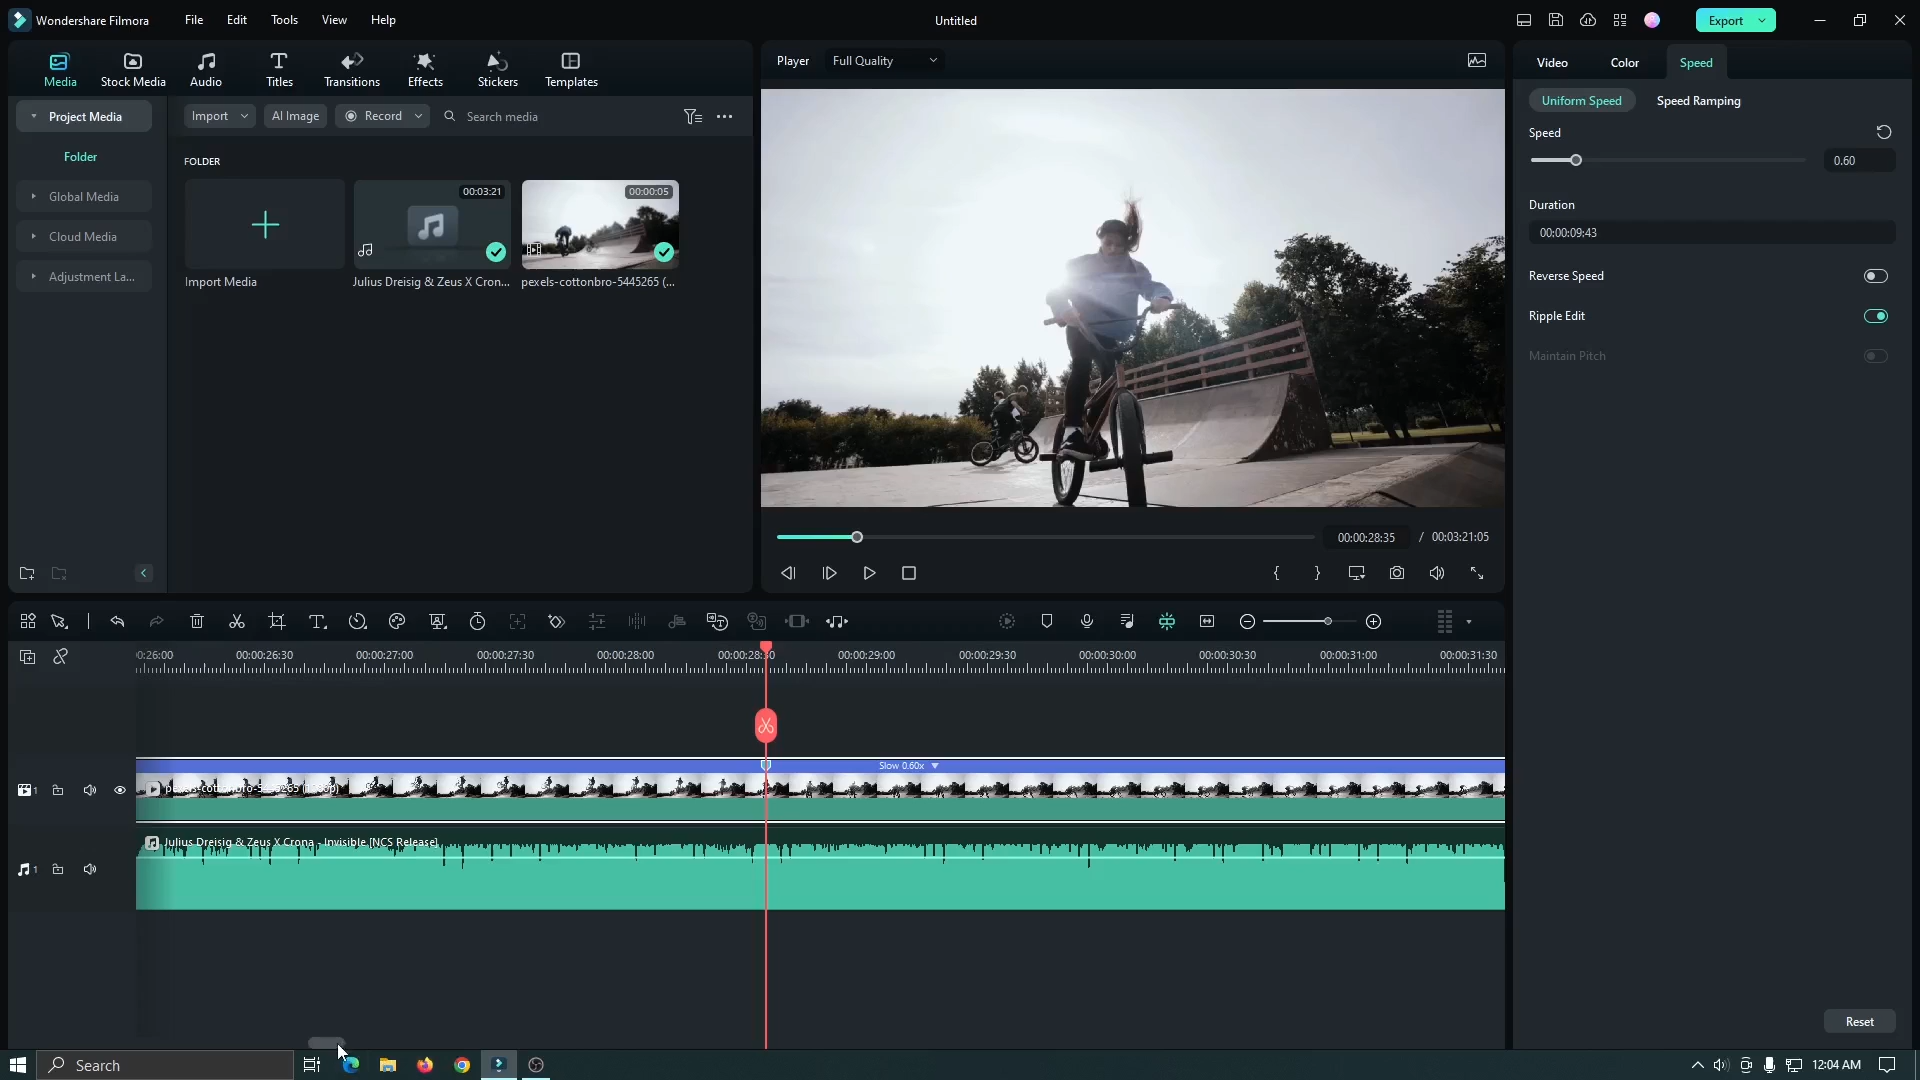 Wondershare Filmora
File Edit Tools View Help
Untitled
Export
Media
Stock Media
Audio
Titles
Transitions
Effects
Stickers
Templates
Player
Full Quality
Video
Color
Speed
Project Media
Import
AI Image
Record
Search media
Folder
Global Media
Cloud Media
Adjustment La...
FOLDER
00:03:21
00:00:05
Import Media
Julius Dreisig & Zeus X Cron...
pexels-cottonbro-5445265 (...
Uniform Speed
Speed Ramping
Speed
0.60
Duration
00:00:09:43
Reverse Speed
Ripple Edit
Maintain Pitch
00:00:28:35 / 00:03:21:05
0:26:00 00:00:26:30 00:00:27:00 00:00:27:30 00:00:28:00 00:00:28:30 00:00:29:00 00:00:29:30 00:00:30:00 00:00:30:30 00:00:31:00 00:00:31:30
Slow 0.60x
1
pexels-cottonbro-5445265 (1080p)
Julius Dreisig & Zeus X Crona - Invisible [NCS Release]
1
Reset
Search
12:04 AM